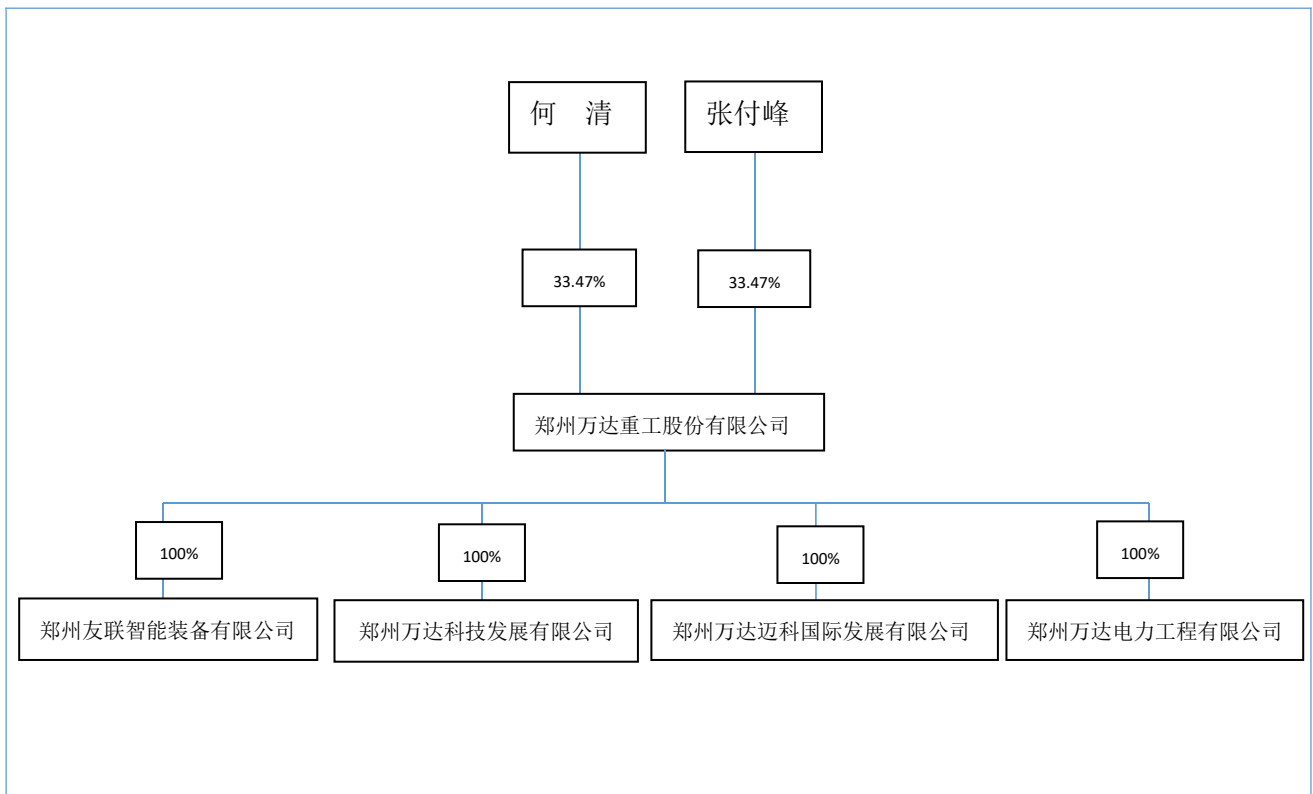 何 清
张付峰
33.47%
33.47%
郑州万达重工股份有限公司
100%
100%
100%
100%
郑州友联智能装备有限公司
郑州万达科技发展有限公司
郑州万达迈科国际发展有限公司
郑州万达电力工程有限公司